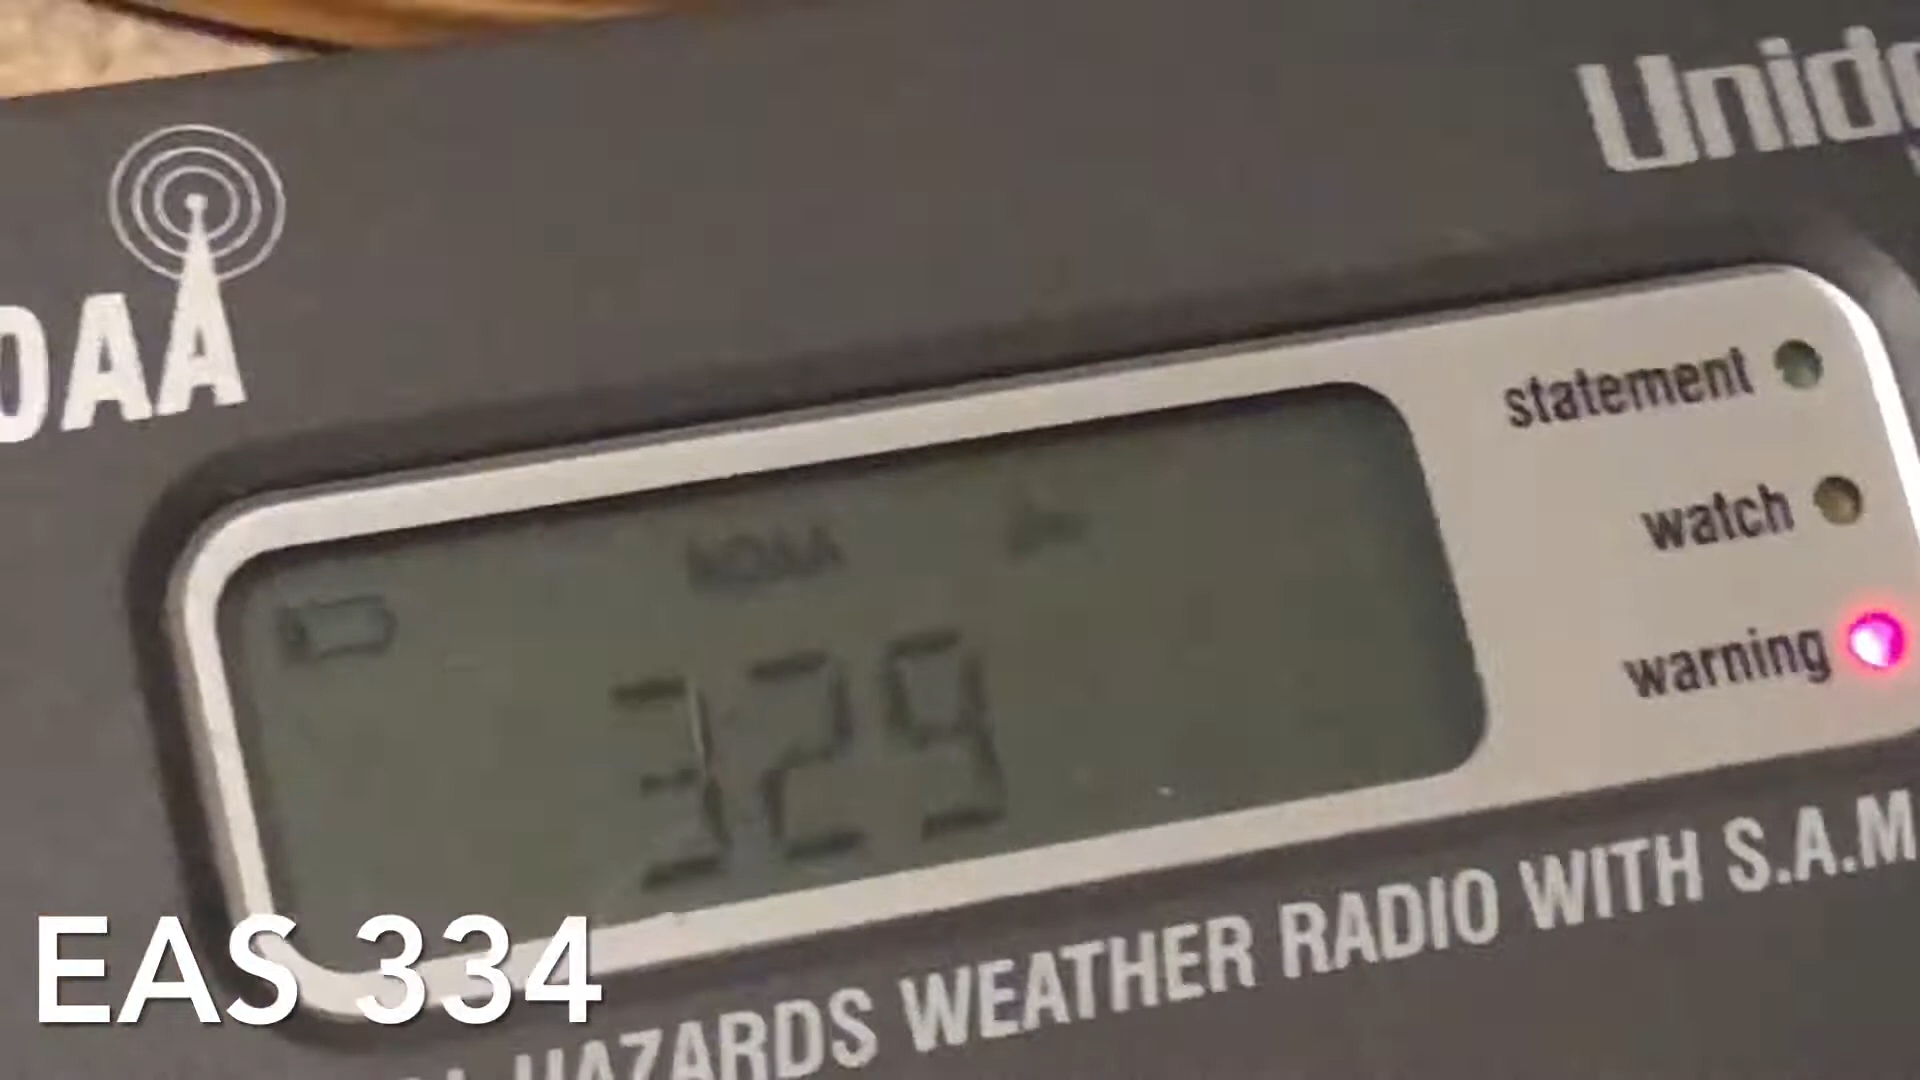 Unid
OAA
statement
watch
warning
NOAA
329
HAZARDS WEATHER RADIO WITH S.A.M
EAS 334